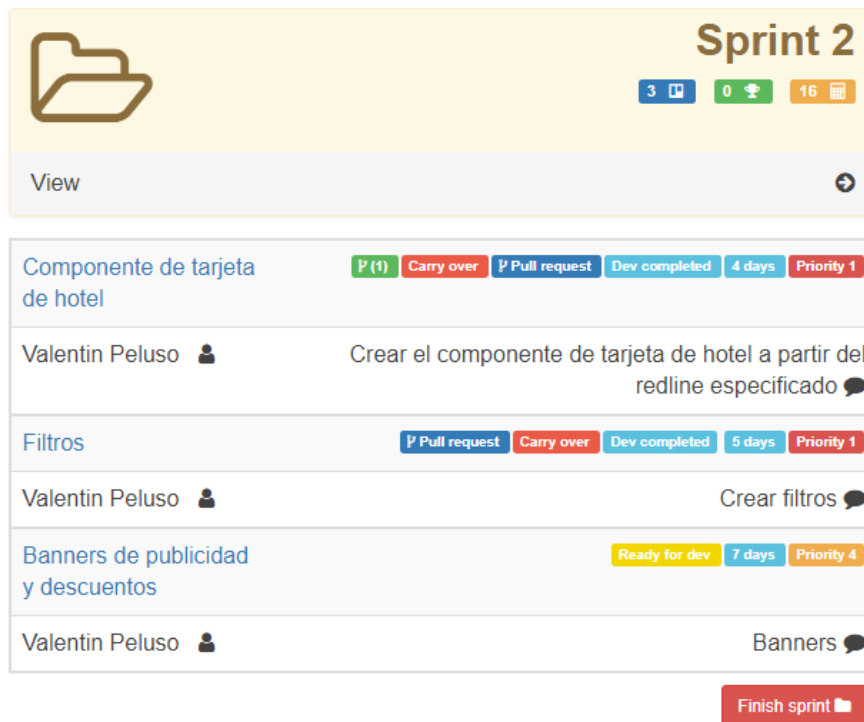 Sprint 2
3 0 16
View
Componente de tarjeta (1) Carry over Pull request Dev completed 4 days Priority 1
de hotel
Valentin Peluso Crear el componente de tarjeta de hotel a partir del
redline especificado
Filtros Pull request Carry over Dev completed 5 days Priority 1
Valentin Peluso Crear filtros
Banners de publicidad Ready for dev 7 days Priority 4
y descuentos
Valentin Peluso Banners
Finish sprint